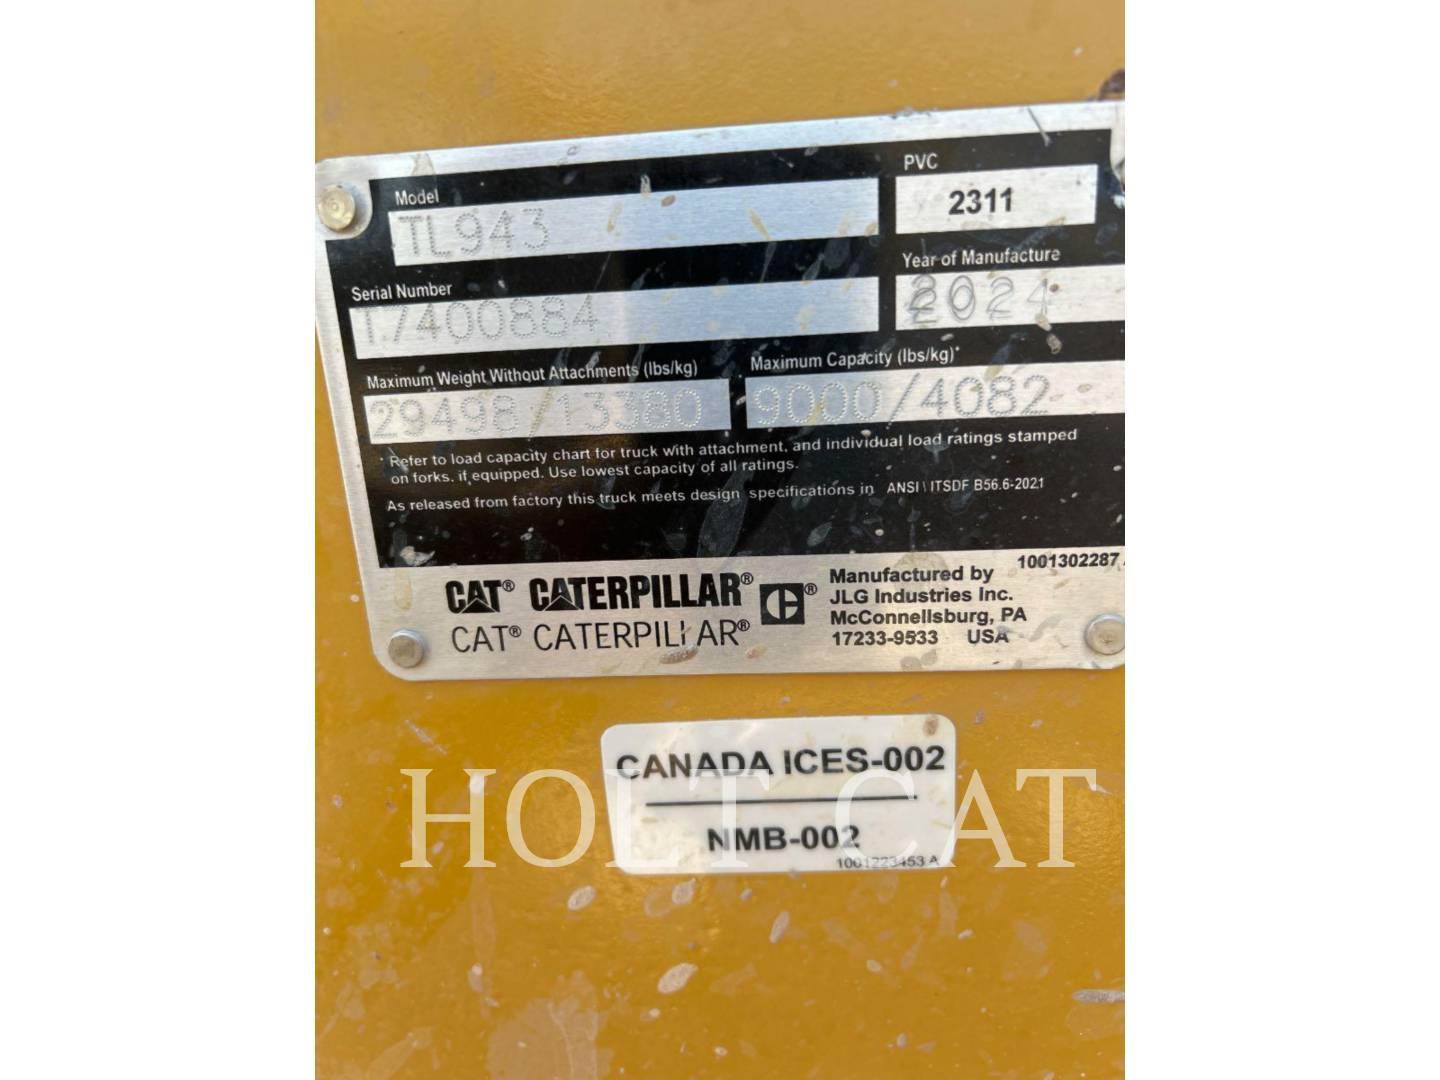 Model
TL943
PVC
2311
Serial Number
T7400884
Year of Manufacture
2024
Maximum Weight Without Attachments (lbs/kg)
29498/13380
Maximum Capacity (lbs/kg)*
9000/4082
* Refer to load capacity chart for truck with attachment, and individual load ratings stamped
on forks. if equipped. Use lowest capacity of all ratings.
As released from factory this truck meets design specifications in ANSI \ ITSDF B56.6-2021
CAT® CATERPILLAR®
CAT® CATERPILLAR®
Manufactured by
JLG Industries Inc.
McConnellsburg, PA
17233-9533 USA
1001302287
CANADA ICES-002
NMB-002
1001223453 A
HOLT CAT